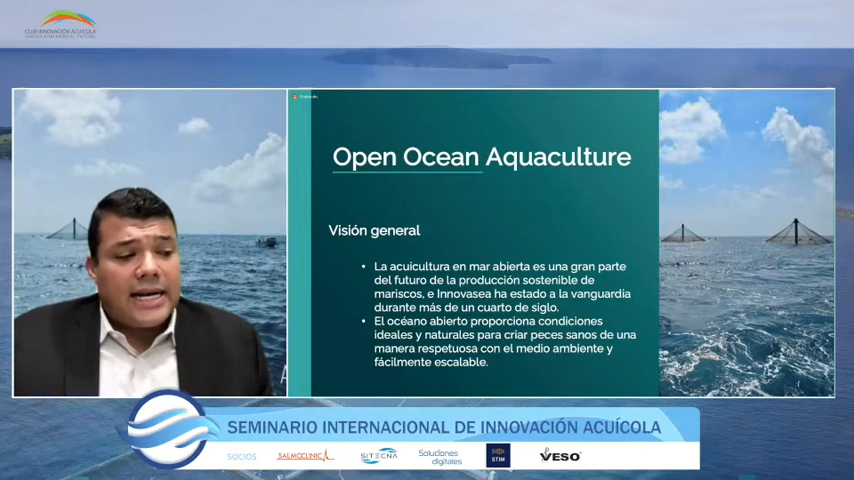 CLUB INNOVACIÓN ACUÍCOLA
Open Ocean Aquaculture
Visión general
• La acuicultura en mar abierta es una gran parte
del futuro de la producción sostenible de
mariscos, e Innovasea ha estado a la vanguardia
durante más de un cuarto de siglo.
• El océano abierto proporciona condiciones
ideales y naturales para criar peces sanos de una
manera respetuosa con el medio ambiente y
fácilmente escalable.
SEMINARIO INTERNACIONAL DE INNOVACIÓN ACUÍCOLA
SOCIOS SALMOCLINIC SITECNA Soluciones digitales STIM VESO